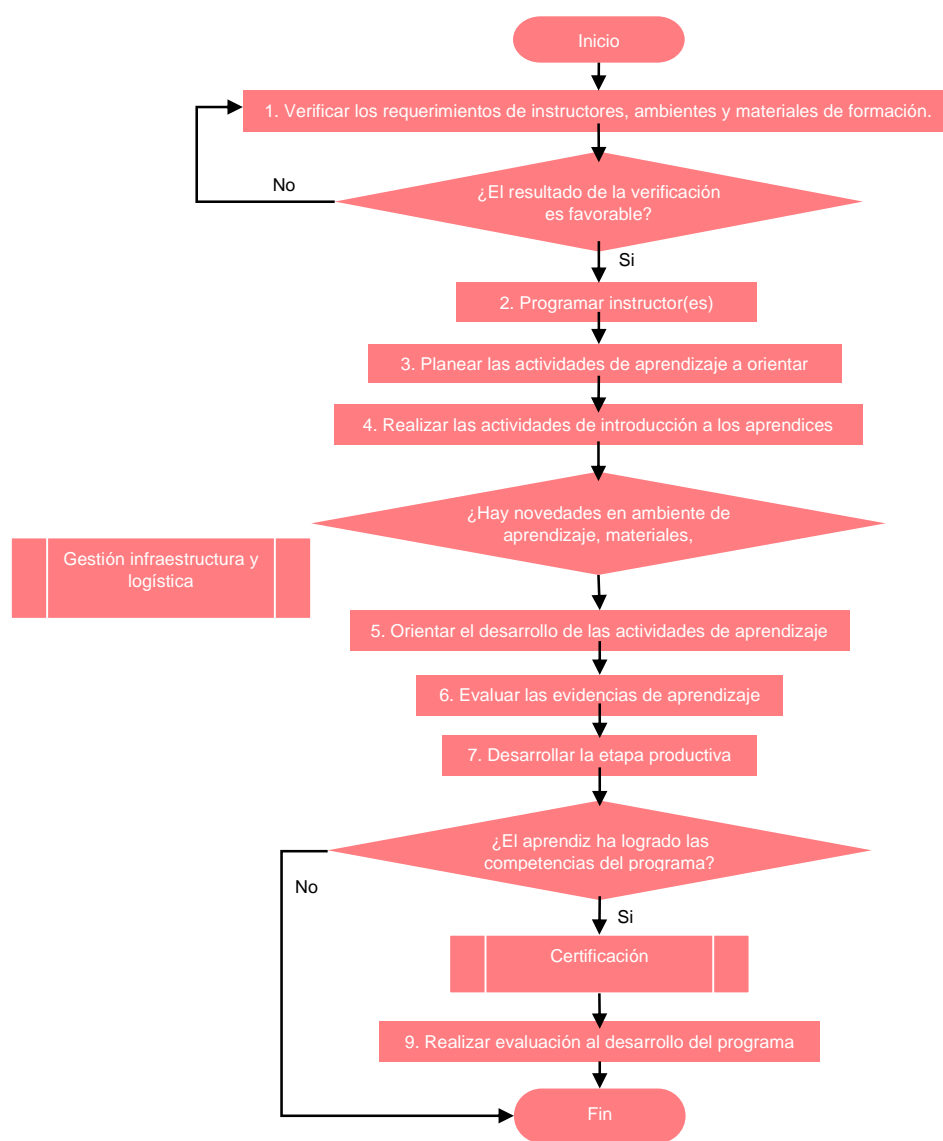 Inicio
1. Verificar los requerimientos de instructores, ambientes y materiales de formación.
No
¿El resultado de la verificación
es favorable?
Si
2. Programar instructor(es)
3. Planear las actividades de aprendizaje a orientar
4. Realizar las actividades de introducción a los aprendices
¿Hay novedades en ambiente de
aprendizaje, materiales,
Gestión infraestructura y
logística
5. Orientar el desarrollo de las actividades de aprendizaje
6. Evaluar las evidencias de aprendizaje
7. Desarrollar la etapa productiva
¿El aprendiz ha logrado las
competencias del programa?
No
Si
Certificación
9. Realizar evaluación al desarrollo del programa
Fin